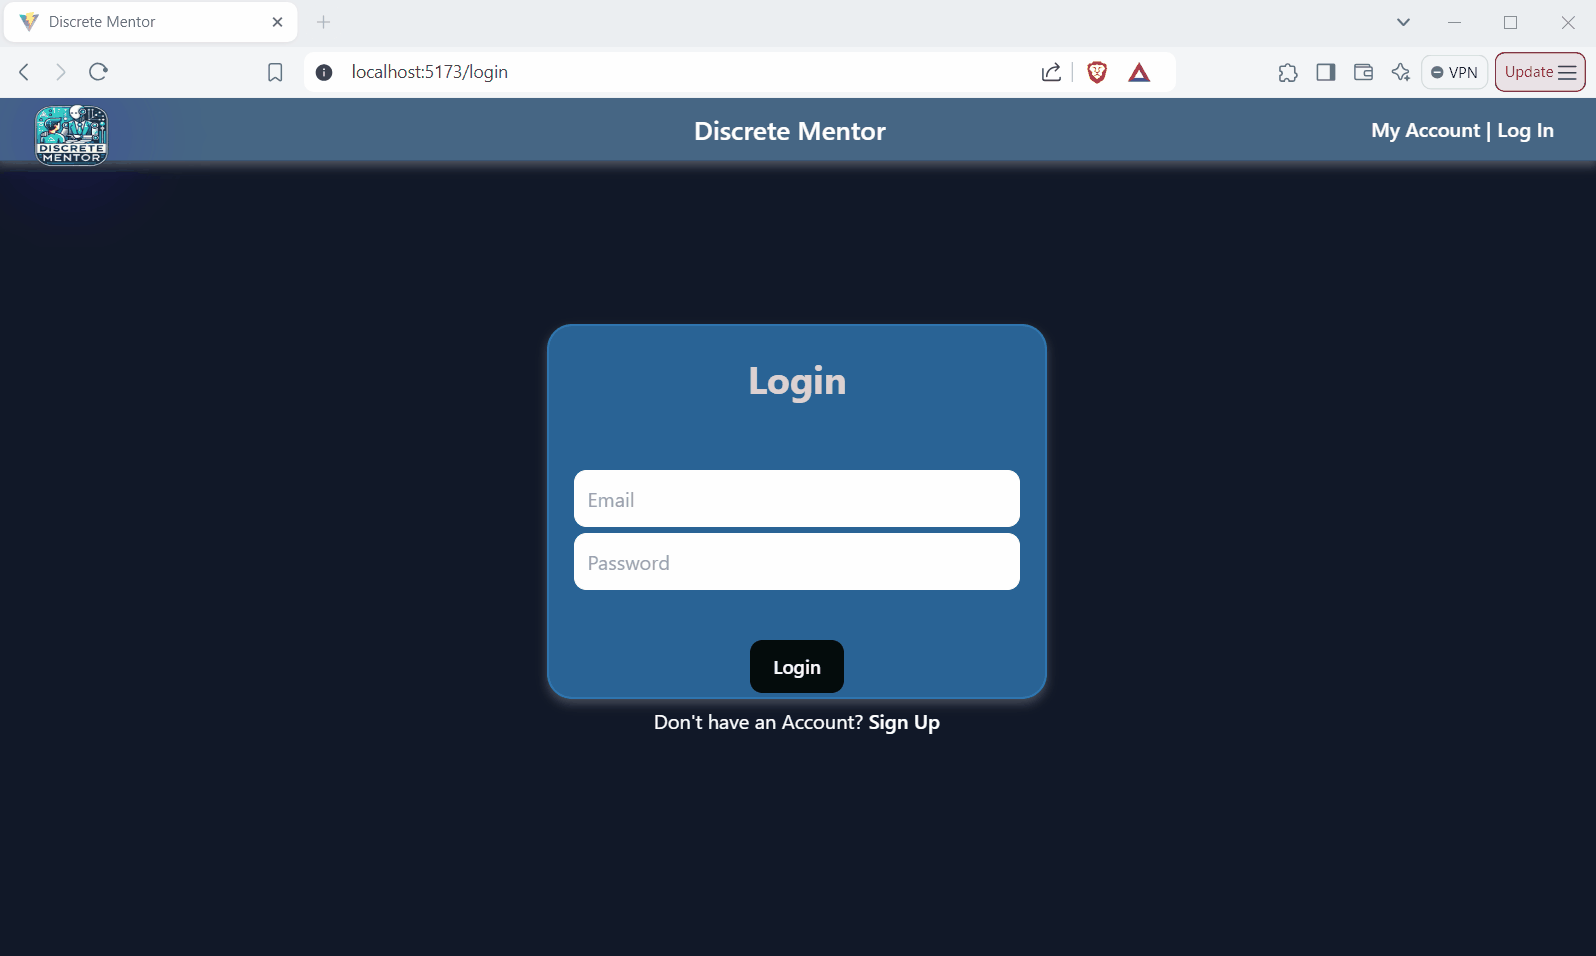 Discrete Mentor
localhost:5173/login
VPN
Update
DISCRETE
MENTOR
Discrete Mentor
My Account | Log In
Login
Email
Password
Login
Don't have an Account? Sign Up